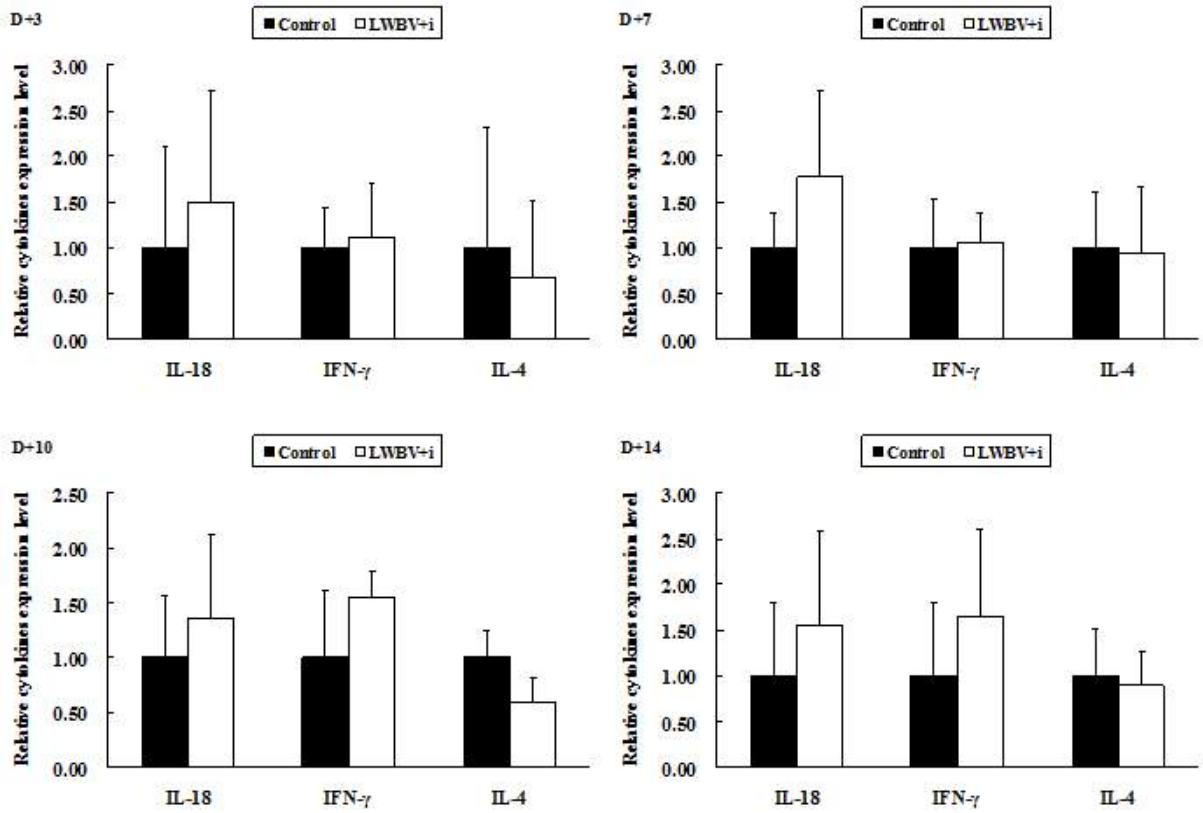 D+3
Control LWBV+i
Relative cytokines expression level
3.00
2.50
2.00
1.50
1.00
0.50
0.00
IL-18 IFN-γ IL-4
D+7
Control LWBV+i
Relative cytokines expression level
3.00
2.50
2.00
1.50
1.00
0.50
0.00
IL-18 IFN-γ IL-4
D+10
Control LWBV+i
Relative cytokines expression level
2.50
2.00
1.50
1.00
0.50
0.00
IL-18 IFN-γ IL-4
D+14
Control LWBV+i
Relative cytokines expression level
3.00
2.50
2.00
1.50
1.00
0.50
0.00
IL-18 IFN-γ IL-4